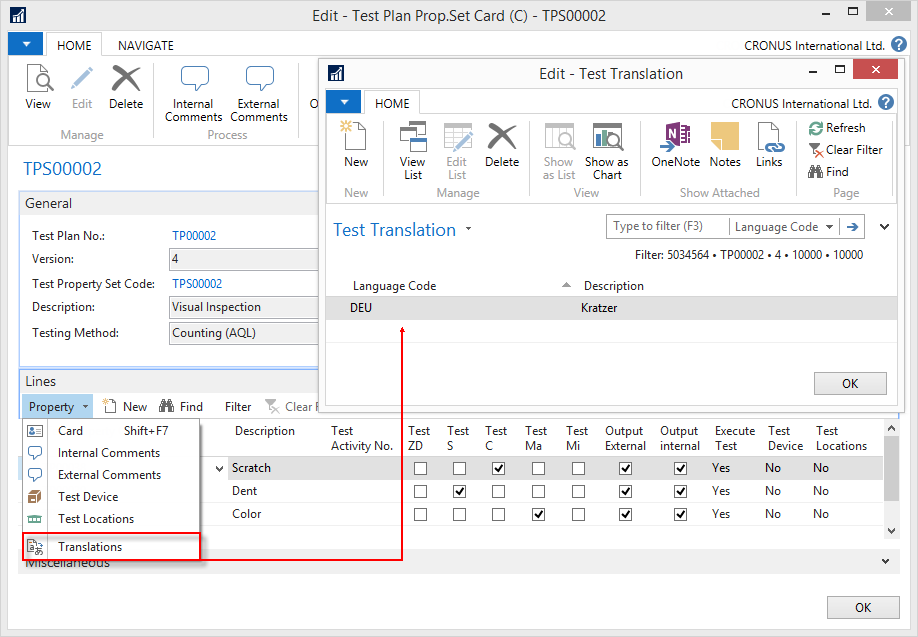 Edit - Test Plan Prop.Set Card (C) - TPS00002
HOME NAVIGATE CRONUS International Ltd.
View Edit Delete Internal Comments External Comments O
Manage Process
TPS00002
General
Test Plan No.: TP00002
Version: 4
Test Property Set Code: TPS00002
Description: Visual Inspection
Testing Method: Counting (AQL)
Edit - Test Translation
HOME CRONUS International Ltd.
New View List Edit List Delete Show as List Show as Chart OneNote Notes Links
Refresh
Clear Filter
Find
New Manage View Show Attached Page
Test Translation
Type to filter (F3) Language Code
Filter: 5034564 • TP00002 • 4 • 10000 • 10000
Language Code Description
DEU Kratzer
OK
Lines
Property New Find Filter Clear F
Card Shift+F7
Internal Comments
External Comments
Test Device
Test Locations
Translations
Description Test Activity No. Test ZD Test S Test C Test Ma Test Mi Output External Output internal Execute Test Test Device Test Locations
Scratch Yes No No
Dent Yes No No
Color Yes No No
Miscellaneous
OK